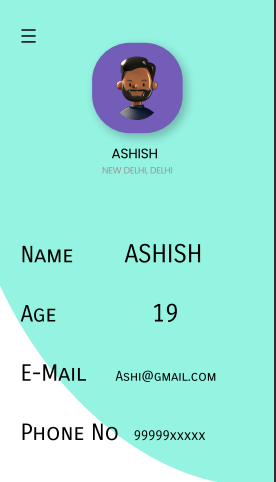 ASHISH
NEW DELHI, DELHI
Name ASHISH
Age 19
E-Mail Ashi@gmail.com
Phone No 99999xxxxx